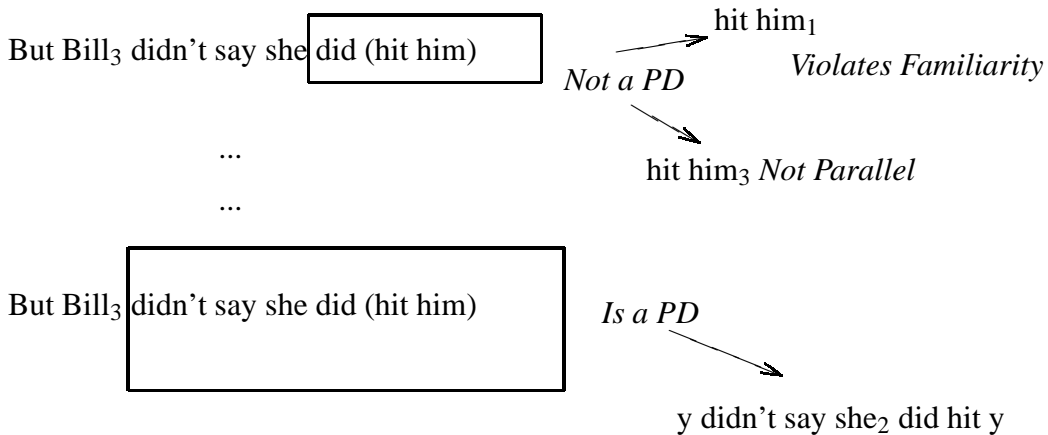 hit him₁
But Bill₃ didn't say she did (hit him)
Violates Familiarity
Not a PD
...
hit him₃ Not Parallel
...
But Bill₃ didn't say she did (hit him)
Is a PD
y didn't say she₂ did hit y